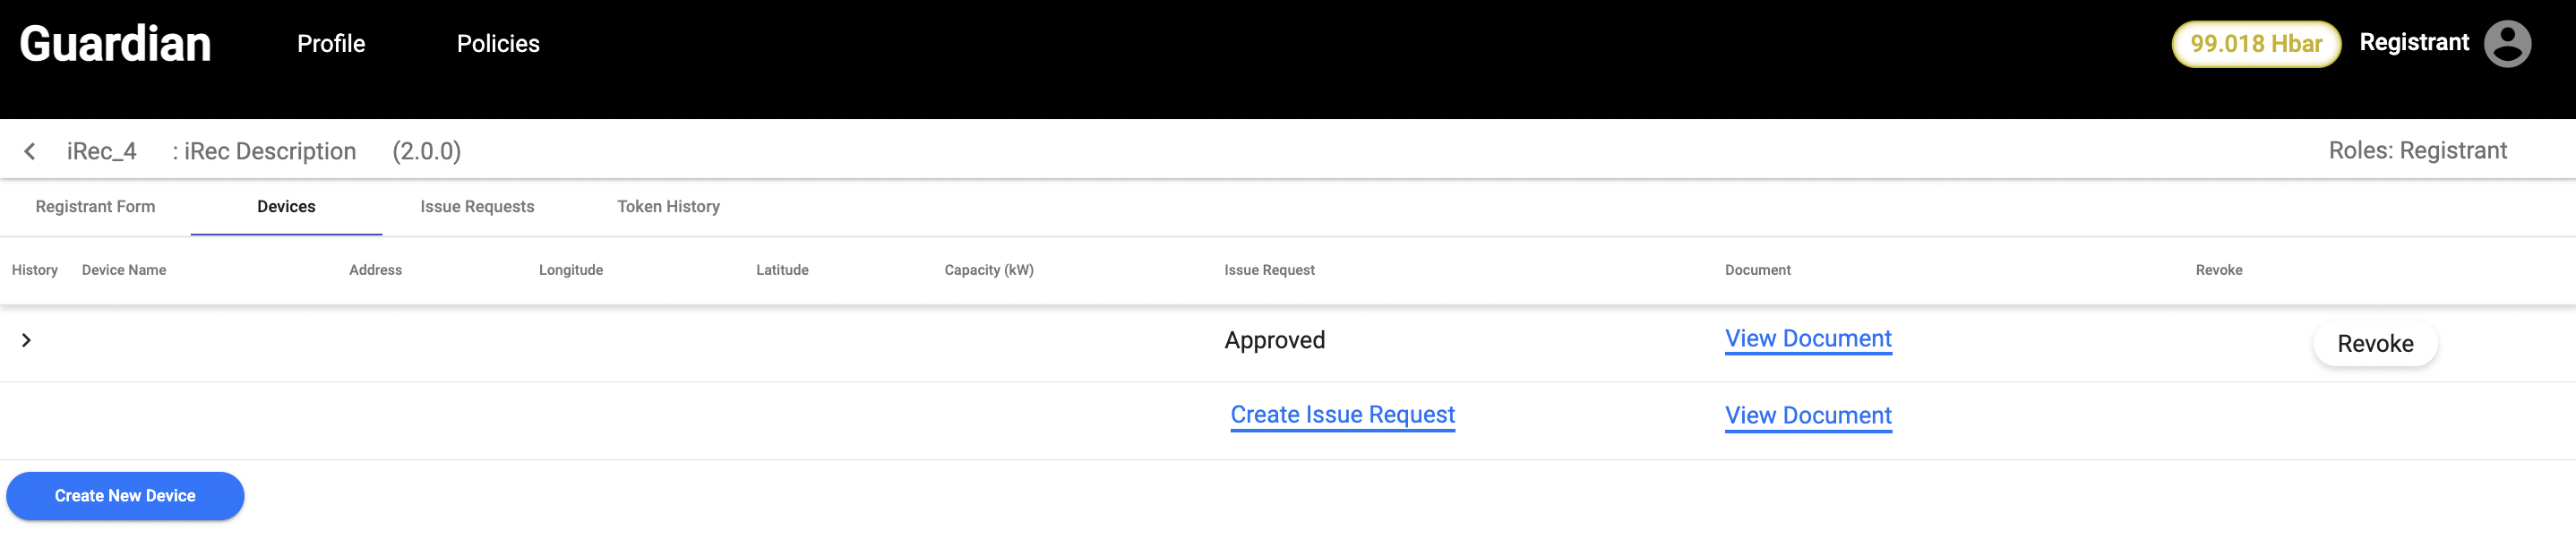 Guardian Profile Policies 99.018 Hbar Registrant
iRec_4 : iRec Description (2.0.0) Roles: Registrant
Registrant Form Devices Issue Requests Token History
History Device Name Address Longitude Latitude Capacity (kW) Issue Request Document Revoke
Approved View Document Revoke
Create Issue Request View Document
Create New Device